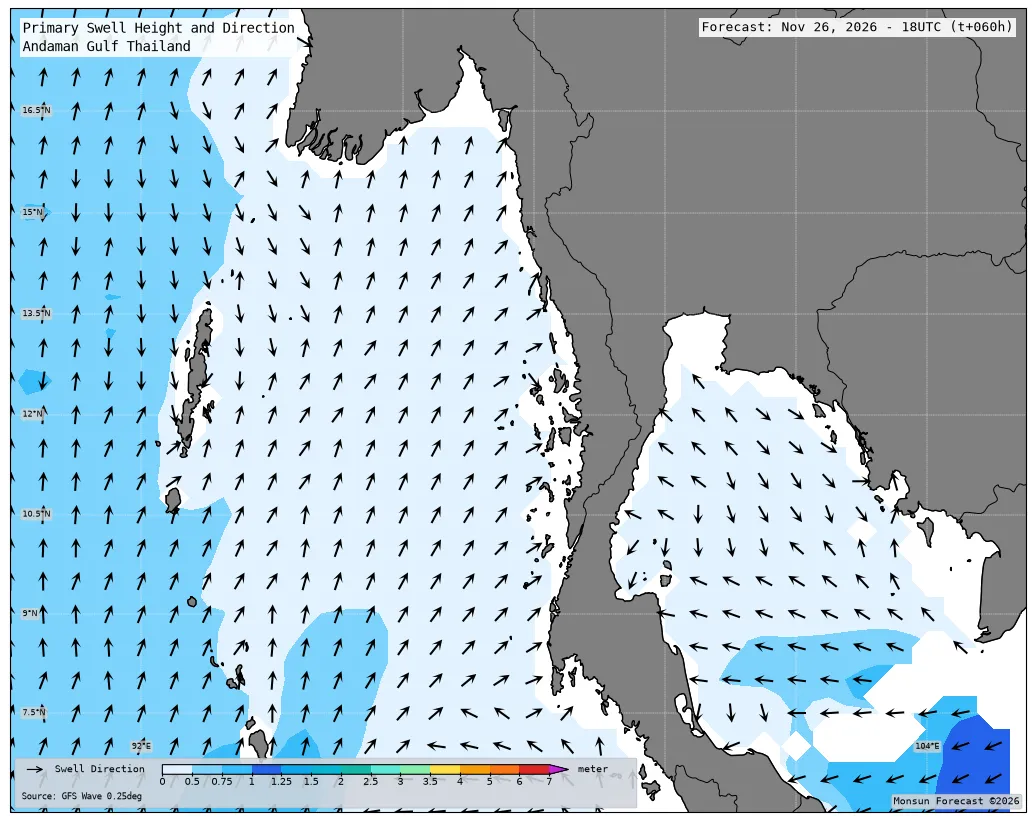 Primary Swell Height and Direction
Andaman Gulf Thailand
Forecast: Nov 26, 2026 - 18UTC (t+060h)
16.5°N
15°N
13.5°N
12°N
10.5°N
9°N
7.5°N
92°E
104°E
Swell Direction
0 0.5 0.75 1 1.25 1.5 2 2.5 3 3.5 4 5 6 7
meter
Source: GFS Wave 0.25deg
Monsun Forecast ©2026